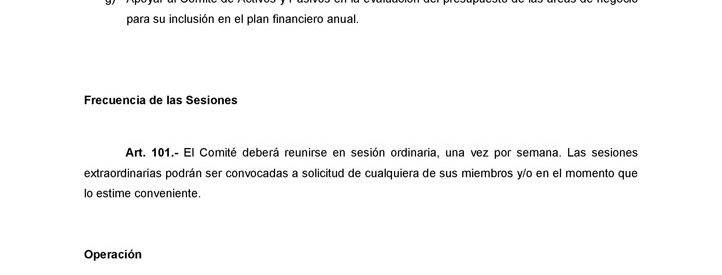 g) Apoyar al Comité de Activos y Pasivos en la evaluación del presupuesto de las áreas de negocio
para su inclusión en el plan financiero anual.
Frecuencia de las Sesiones
Art. 101.- El Comité deberá reunirse en sesión ordinaria, una vez por semana. Las sesiones
extraordinarias podrán ser convocadas a solicitud de cualquiera de sus miembros y/o en el momento que
lo estime conveniente.
Operación